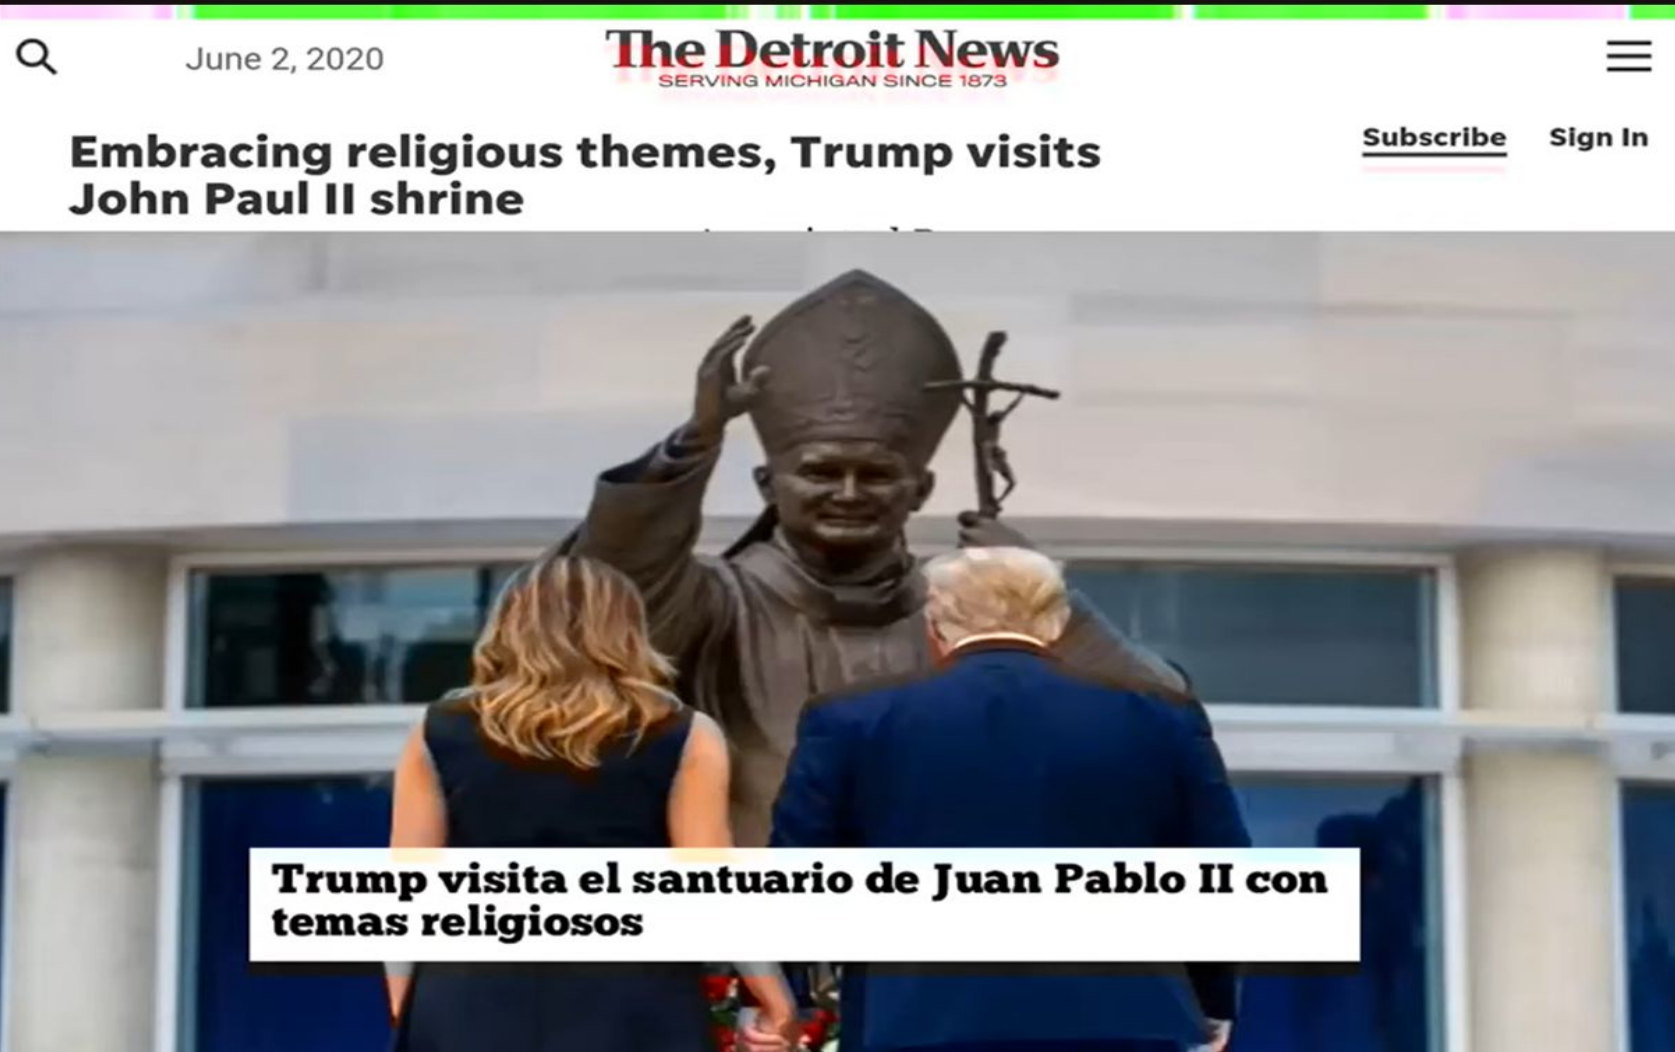 June 2, 2020
The Detroit News
SERVING MICHIGAN SINCE 1873
Embracing religious themes, Trump visits
John Paul II shrine
Subscribe
Sign In
Trump visita el santuario de Juan Pablo II con
temas religiosos